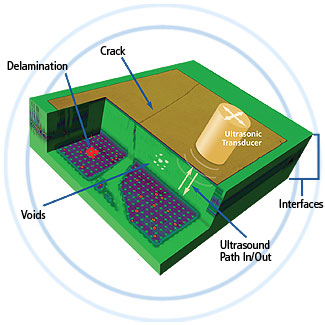 Crack
Delamination
Ultrasonic
Transducer
Voids
Interfaces
Ultrasound
Path In/Out